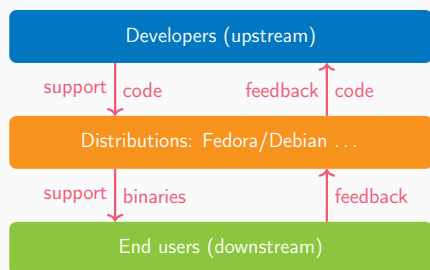 Developers (upstream)
support code feedback code
Distributions: Fedora/Debian ...
support binaries feedback
End users (downstream)